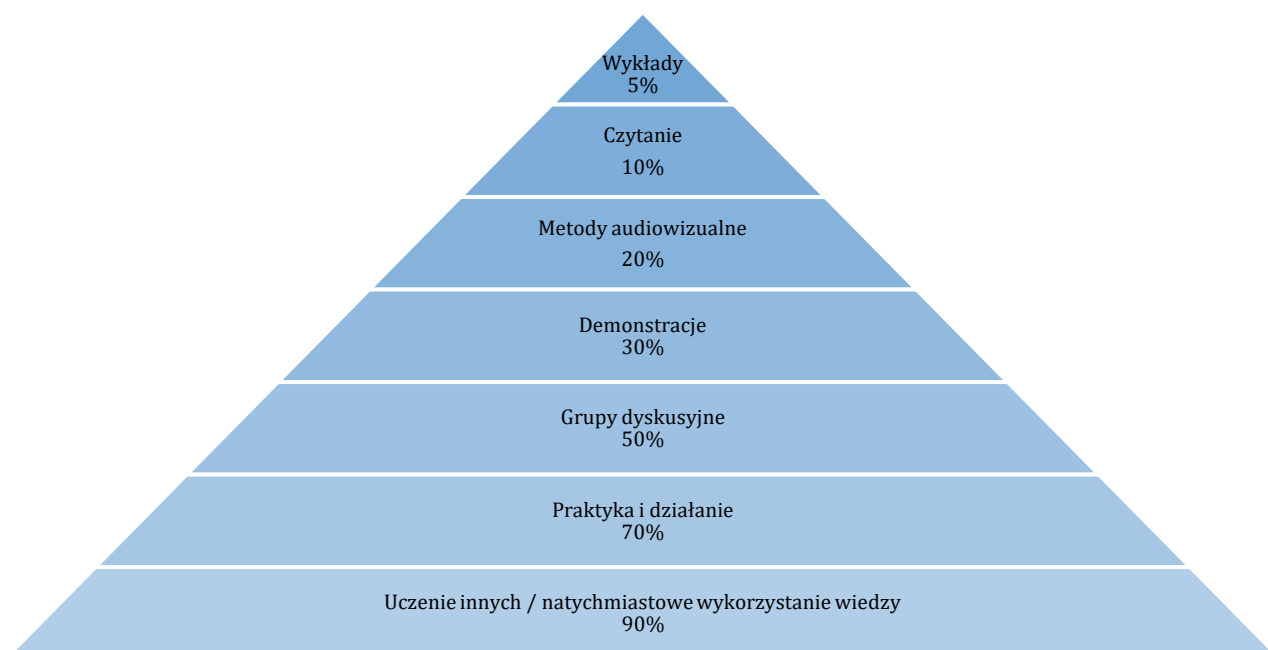 Wykłady
5%
Czytanie
10%
Metody audiowizualne
20%
Demonstracje
30%
Grupy dyskusyjne
50%
Praktyka i działanie
70%
Uczenie innych / natychmiastowe wykorzystanie wiedzy
90%